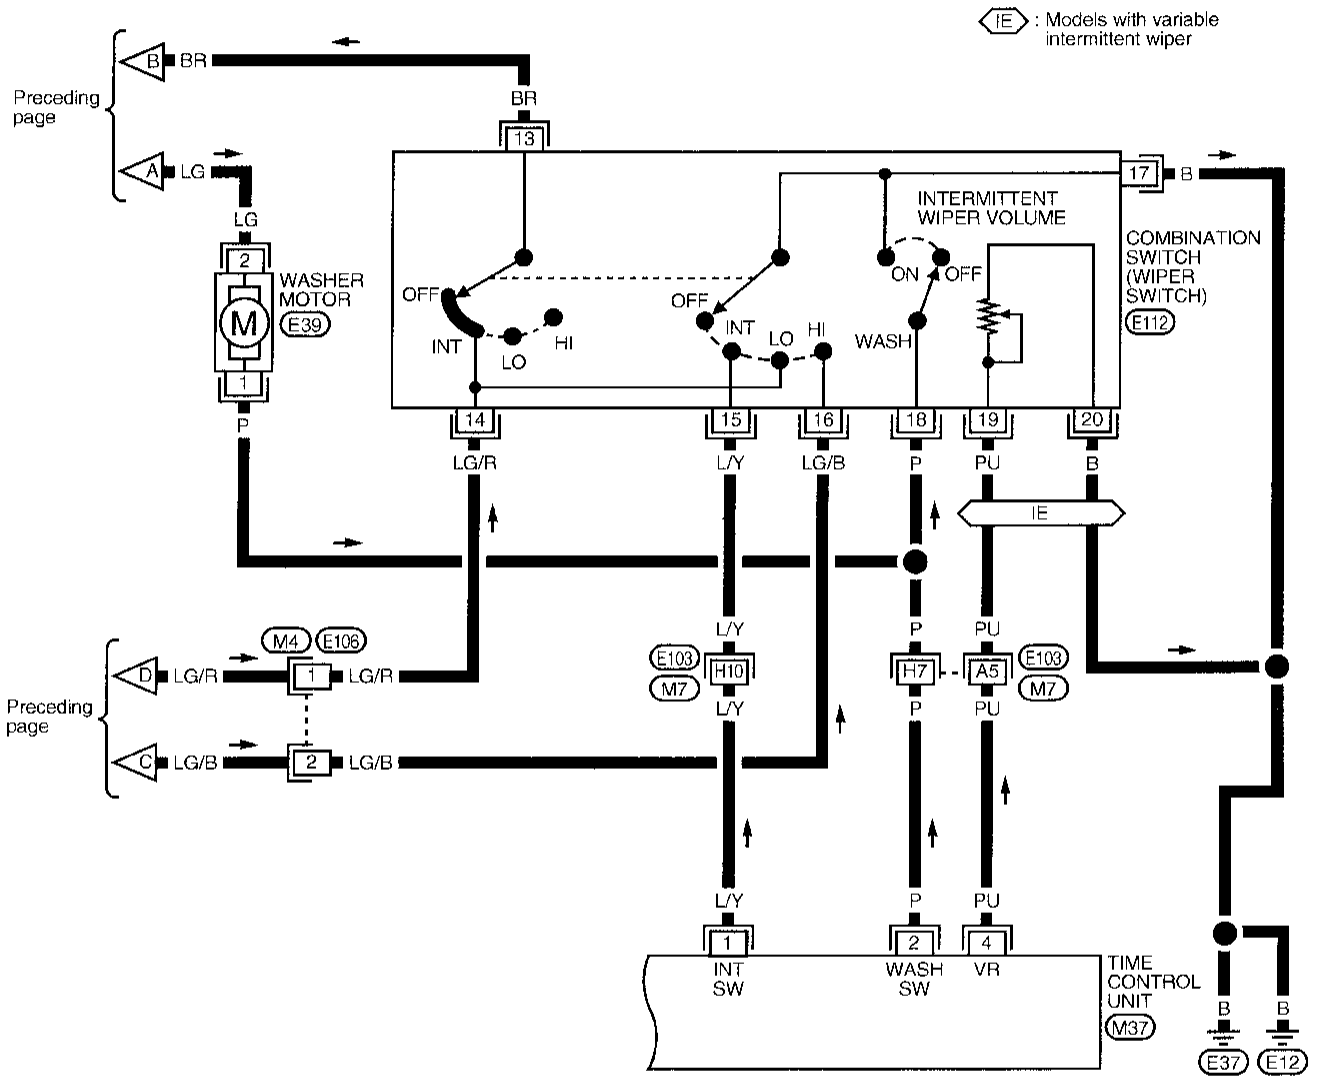 IE : Models with variable
intermittent wiper
B BR
BR
Preceding
page
13
A LG
17 B
LG
INTERMITTENT
WIPER VOLUME
2
COMBINATION
SWITCH
(WIPER
SWITCH)
E112
WASHER
MOTOR
E39
M
ON OFF
OFF
OFF
INT
LO
HI
INT
LO
HI
WASH
1
P
14
15
16
18
19
20
LG/R
L/Y
LG/B
P
PU
B
IE
L/Y
P
PU
M4 E106
E103
M7
H10
H7
A5
E103
M7
D LG/R 1 LG/R
L/Y
P
PU
Preceding
page
C LG/B 2 LG/B
L/Y
P
PU
1
2
4
INT
SW
WASH
SW
VR
TIME
CONTROL
UNIT
M37
B
B
E37
E12